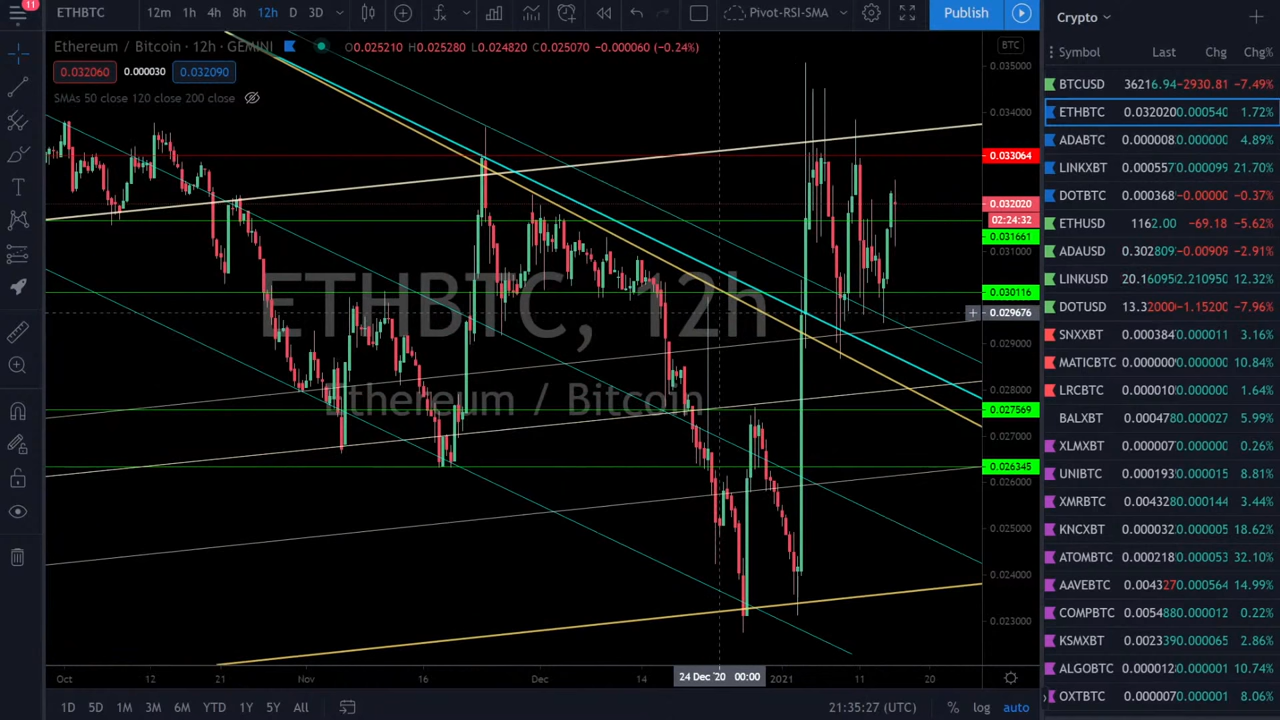 11
ETHBTC 12m 1h 4h 8h 12h D 3D Pivot-RSI-SMA Publish
Ethereum / Bitcoin · 12h · GEMINI O0.025210 H0.025280 L0.024820 C0.025070 −0.000060 (−0.24%)
0.032060 0.000030 0.032090
SMAs 50 close 120 close 200 close
BTC
0.035000
0.034000
0.033064
0.032020
02:24:32
0.031661
0.031000
0.030116
0.029676
0.029000
0.028000
0.027569
0.027000
0.026345
0.026000
0.025000
0.024000
0.023000
ETHBTC, 12h
Ethereum / Bitcoin
Oct 12 21 Nov 16 Dec 14 24 Dec '20 00:00 2021 11 20
1D 5D 1M 3M 6M YTD 1Y 5Y All 21:35:27 (UTC) % log auto
Crypto
Symbol Last Chg Chg%
BTCUSD 36216.94 −2930.81 −7.49%
ETHBTC 0.032020 0.000540 1.72%
ADABTC 0.000008 0.000000 4.89%
LINKXBT 0.000557 0.000099 21.70%
DOTBTC 0.000368 −0.00000 −0.37%
ETHUSD 1162.00 −69.18 −5.62%
ADAUSD 0.302809 −0.00909 −2.91%
LINKUSD 20.16095 2.210950 12.32%
DOTUSD 13.32000 −1.15200 −7.96%
SNXXBT 0.000384 0.000011 3.16%
MATICBTC 0.000000 0.000000 10.84%
LRCBTC 0.000010 0.000000 1.64%
BALXBT 0.000478 0.000027 5.99%
XLMXBT 0.000007 0.000000 0.26%
UNIBTC 0.000193 0.000015 8.81%
XMRBTC 0.004328 0.000144 3.44%
KNCXBT 0.000032 0.000005 18.62%
ATOMBTC 0.000218 0.000053 32.10%
AAVEBTC 0.004327 0.000564 14.99%
COMPBTC 0.005488 0.000012 0.22%
KSMXBT 0.002339 0.000065 2.86%
ALGOBTC 0.000012 0.000001 10.74%
OXTBTC 0.000007 0.000001 8.06%